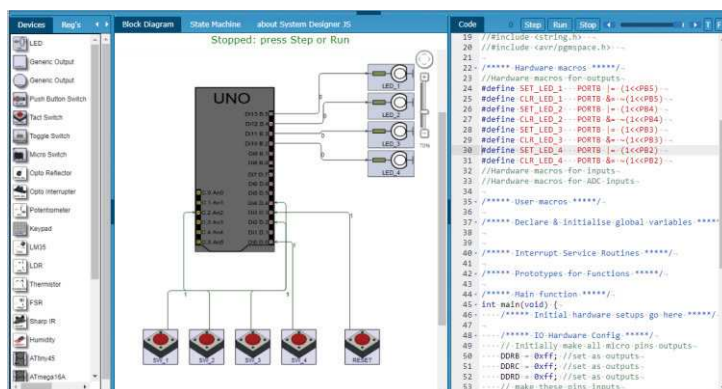 Devices Reg's
LED
Generic Output
Generic Output
Push Button Switch
Tact Switch
Toggle Switch
Micro Switch
Opto Reflector
Opto Interrupter
Potentiometer
Keypad
LM35
LDR
Thermistor
FSR
Sharp IR
Humidity
ATtiny45
ATmega16A
Block Diagram State Machine about System Designer JS
Stopped: press Step or Run
UNO
LED_1
LED_2
LED_3
LED_4
SW_1
SW_2
SW_3
SW_4
RESET
Code
Step Run Stop
19 //#include <string.h>
20 //#include <avr/pgmspace.h>
21
22 /***** Hardware macros *****/
23 //Hardware macros for outputs
24 #define SET_LED_1 PORTB |= (1<<PB5)
25 #define CLR_LED_1 PORTB &= ~(1<<PB5)
26 #define SET_LED_2 PORTB |= (1<<PB4)
27 #define CLR_LED_2 PORTB &= ~(1<<PB4)
28 #define SET_LED_3 PORTB |= (1<<PB3)
29 #define CLR_LED_3 PORTB &= ~(1<<PB3)
30 #define SET_LED_4 PORTB |= (1<<PB2)
31 #define CLR_LED_4 PORTB &= ~(1<<PB2)
32 //Hardware macros for inputs
33 //Hardware macros for ADC inputs
34
35 /***** User macros *****/
36
37 /***** Declare & initialise global variables *****
38
39
40 /***** Interrupt Service Routines *****/
41
42 /***** Prototypes for Functions *****/
43
44 /***** Main function *****/
45 int main(void) {
46 /***** Initial hardware setups go here *****/
47
48 /***** IO Hardware Config *****/
49 // Initially make all micro pins outputs
50 DDRB = 0xff; //set as outputs
51 DDRC = 0xff; //set as outputs
52 DDRD = 0xff; //set as outputs
53 // make these pins inputs